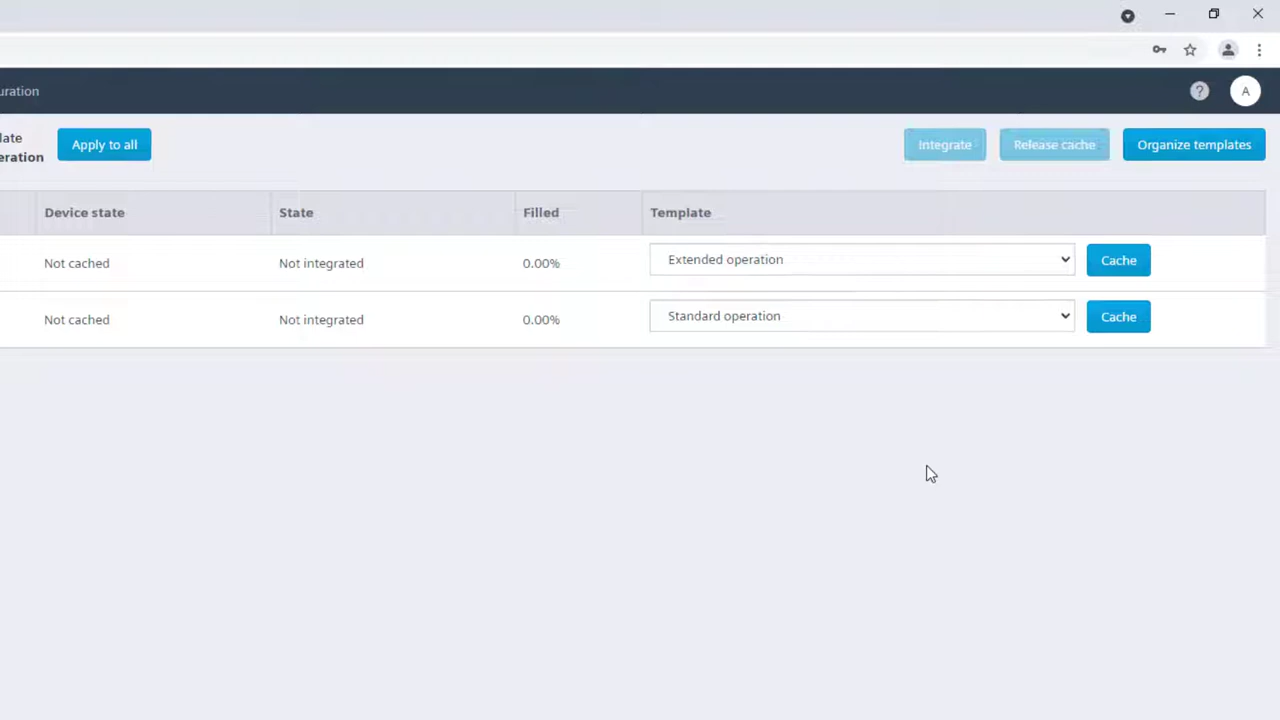 uration
?
A
late
eration
Apply to all
Integrate
Release cache
Organize templates
Device state
State
Filled
Template
Not cached
Not integrated
0.00%
Extended operation
Cache
Not cached
Not integrated
0.00%
Standard operation
Cache